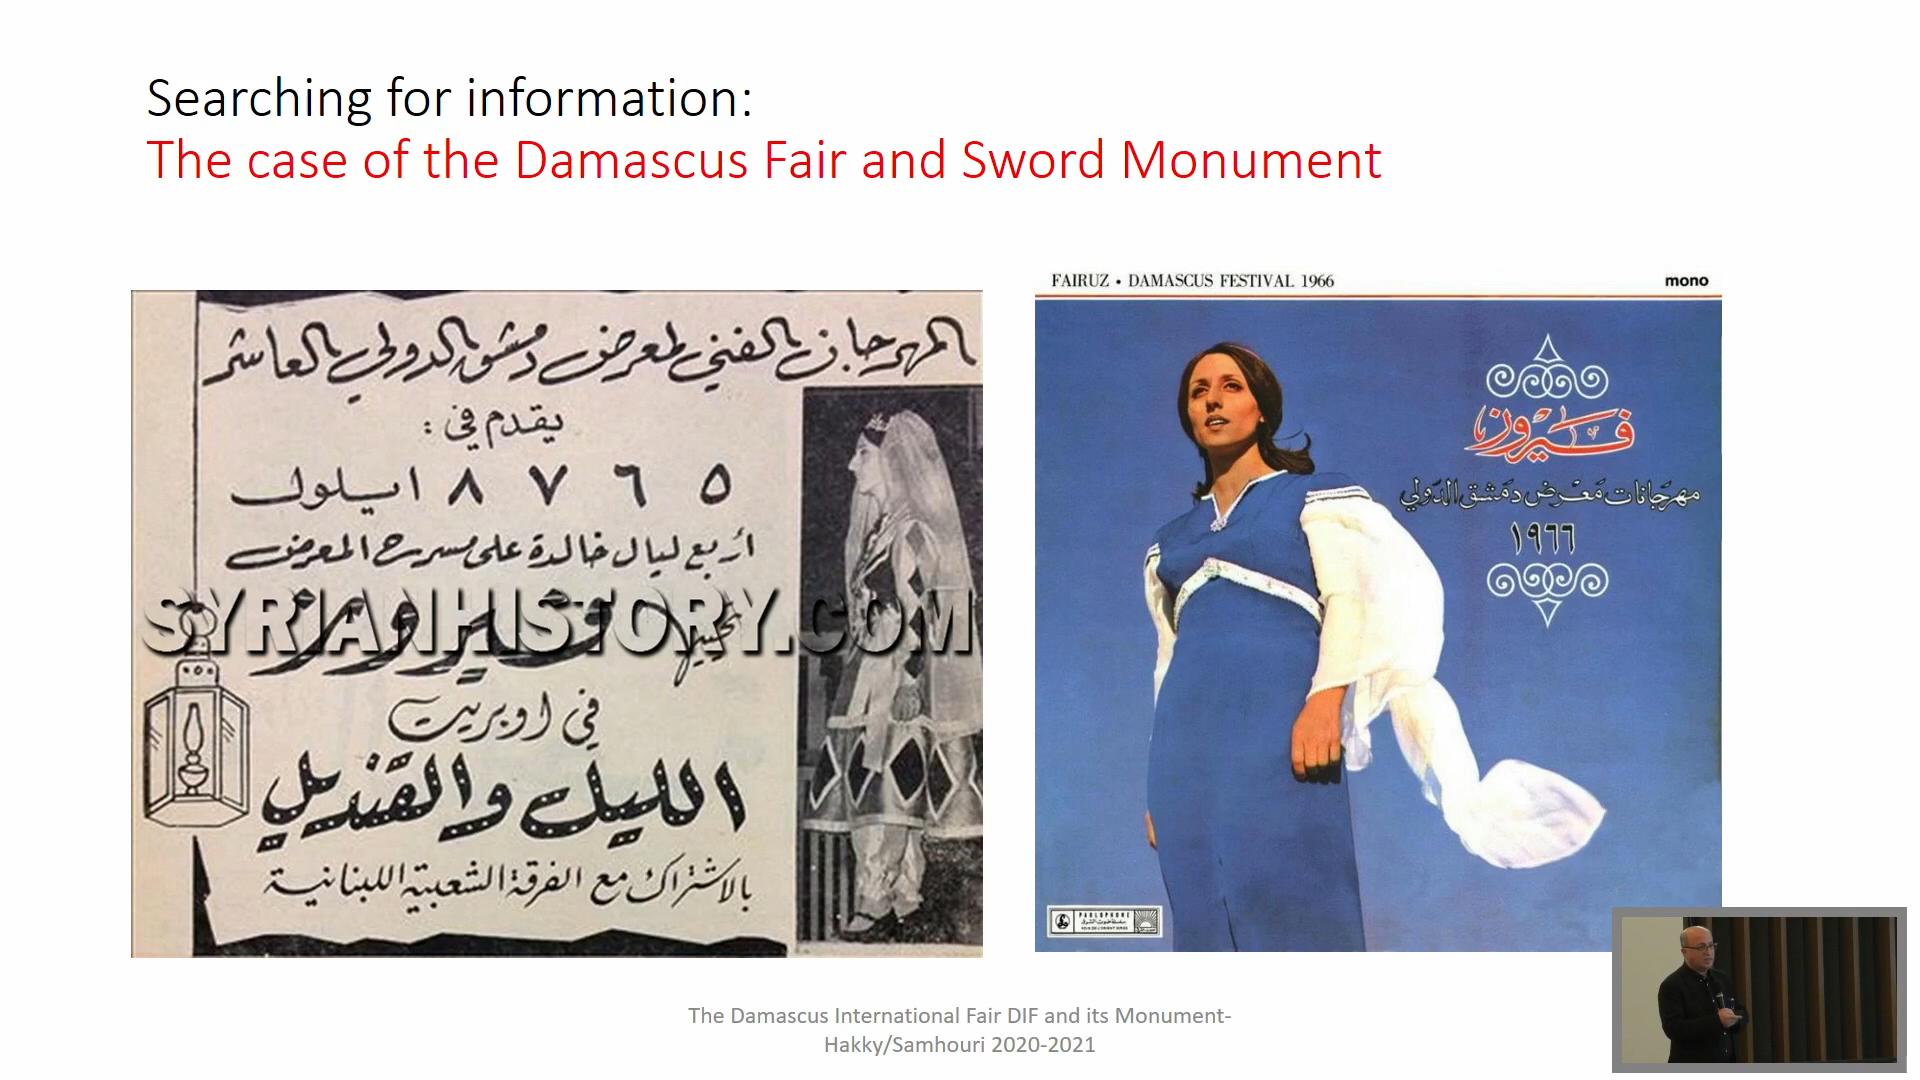 Searching for information:
The case of the Damascus Fair and Sword Monument
المهرجان الفني لمعرض دمشق الدولي العاشر
يقدم في :
٥ ٦ ٧ ٨ ايلول
أربع ليال خالدة على مسرح المعرض
تحييها فيروز
SYRIANHISTORY.COM
في اوبريت
الليل والقنديل
بالاشتراك مع الفرقة الشعبية اللبنانية
FAIRUZ • DAMASCUS FESTIVAL 1966
mono
فيروز
مهرجانات معرض دمشق الدولي
١٩٦٦
PARLOPHONE
The Damascus International Fair DIF and its Monument-
Hakky/Samhouri 2020-2021